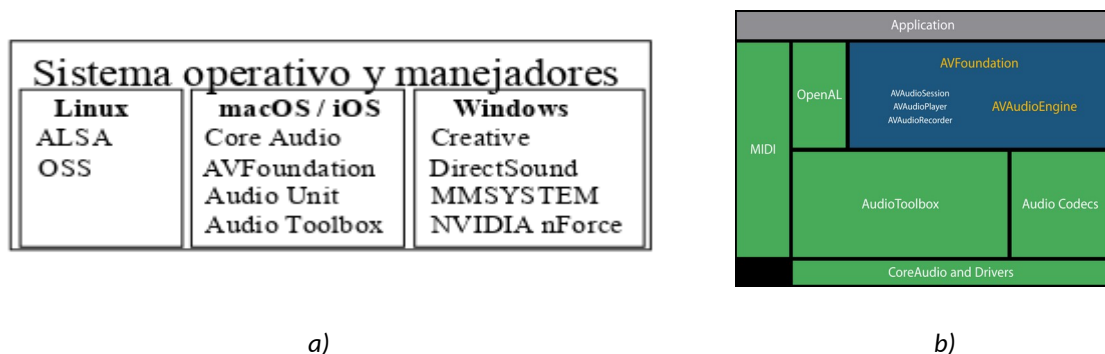 Sistema operativo y manejadores
Linux
ALSA
OSS
macOS / iOS
Core Audio
AVFoundation
Audio Unit
Audio Toolbox
Windows
Creative
DirectSound
MMSYSTEM
NVIDIA nForce
a)
Application
MIDI
OpenAL
AVFoundation
AVAudioSession
AVAudioPlayer
AVAudioRecorder
AVAudioEngine
AudioToolbox
Audio Codecs
CoreAudio and Drivers
b)